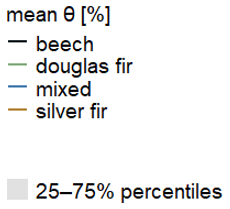 mean θ [%]
beech
douglas fir
mixed
silver fir
25–75% percentiles